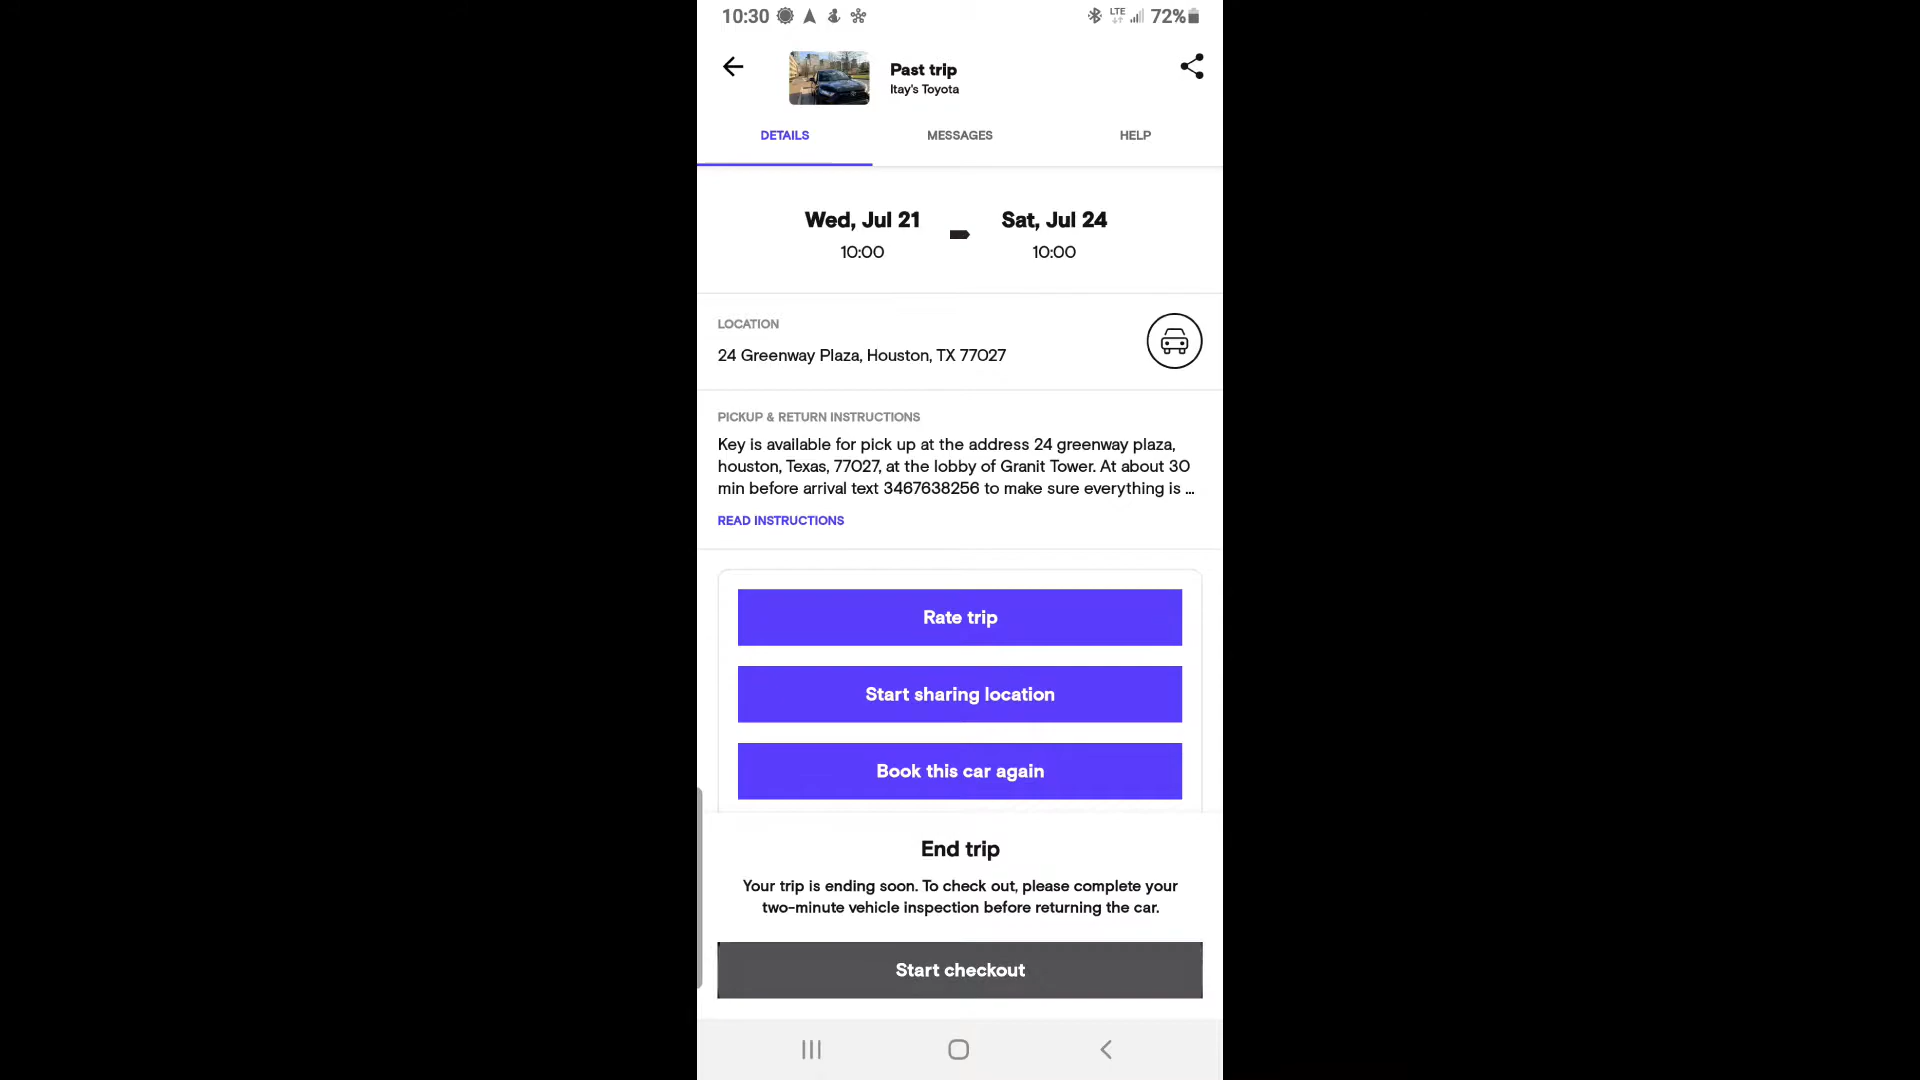 10:30
LTE
72%
Past trip
Itay's Toyota
DETAILS
MESSAGES
HELP
Wed, Jul 21
Sat, Jul 24
10:00
10:00
LOCATION
24 Greenway Plaza, Houston, TX 77027
PICKUP & RETURN INSTRUCTIONS
Key is available for pick up at the address 24 greenway plaza,
houston, Texas, 77027, at the lobby of Granit Tower. At about 30
min before arrival text 3467638256 to make sure everything is ...
READ INSTRUCTIONS
Rate trip
Start sharing location
Book this car again
End trip
Your trip is ending soon. To check out, please complete your
two-minute vehicle inspection before returning the car.
Start checkout